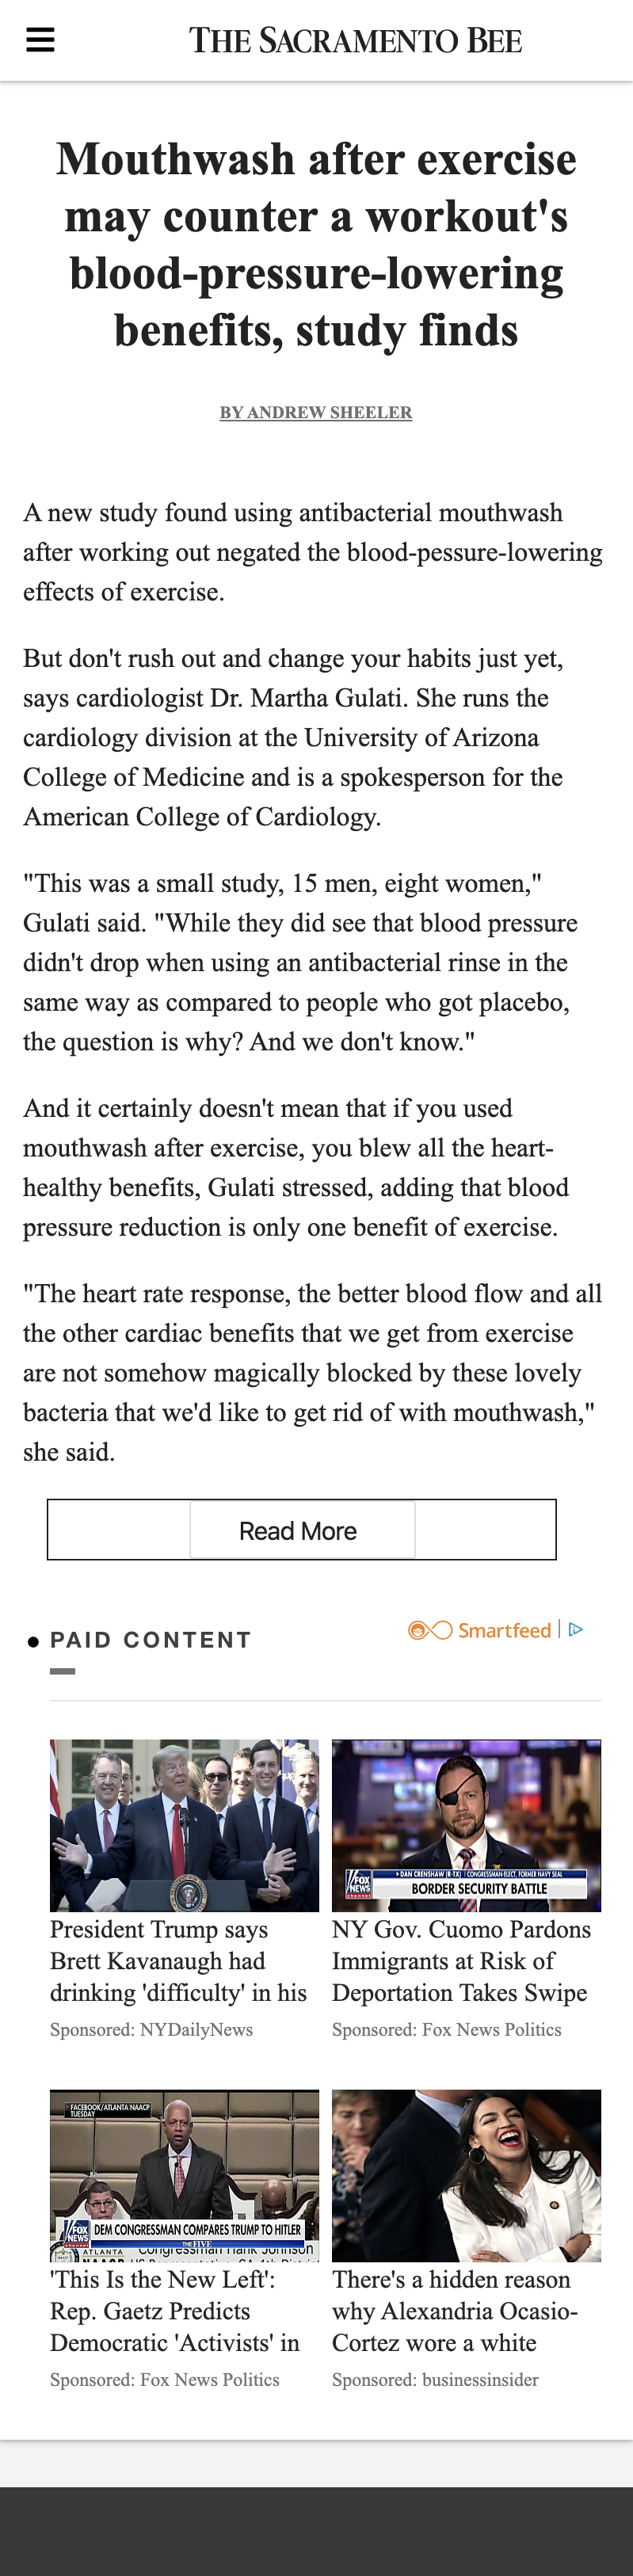 THE SACRAMENTO BEE
Mouthwash after exercise
may counter a workout's
blood-pressure-lowering
benefits, study finds
BY ANDREW SHEELER
A new study found using antibacterial mouthwash
after working out negated the blood-pessure-lowering
effects of exercise.
But don't rush out and change your habits just yet,
says cardiologist Dr. Martha Gulati. She runs the
cardiology division at the University of Arizona
College of Medicine and is a spokesperson for the
American College of Cardiology.
"This was a small study, 15 men, eight women,"
Gulati said. "While they did see that blood pressure
didn't drop when using an antibacterial rinse in the
same way as compared to people who got placebo,
the question is why? And we don't know."
And it certainly doesn't mean that if you used
mouthwash after exercise, you blew all the heart-
healthy benefits, Gulati stressed, adding that blood
pressure reduction is only one benefit of exercise.
"The heart rate response, the better blood flow and all
the other cardiac benefits that we get from exercise
are not somehow magically blocked by these lovely
bacteria that we'd like to get rid of with mouthwash,"
she said.
Read More
PAID CONTENT
Smartfeed
DAN CRENSHAW (R-TX) | CONGRESSMAN-ELECT, FORMER NAVY SEAL
FOX NEWS channel
BORDER SECURITY BATTLE
President Trump says
Brett Kavanaugh had
drinking 'difficulty' in his
Sponsored: NYDailyNews
NY Gov. Cuomo Pardons
Immigrants at Risk of
Deportation Takes Swipe
Sponsored: Fox News Politics
FACEBOOK/ATLANTA NAACP
TUESDAY
FOX NEWS channel
DEM CONGRESSMAN COMPARES TRUMP TO HITLER
THE FIVE
ATLANTA Congressman Hank Johnson
'This Is the New Left':
Rep. Gaetz Predicts
Democratic 'Activists' in
Sponsored: Fox News Politics
There's a hidden reason
why Alexandria Ocasio-
Cortez wore a white
Sponsored: businessinsider